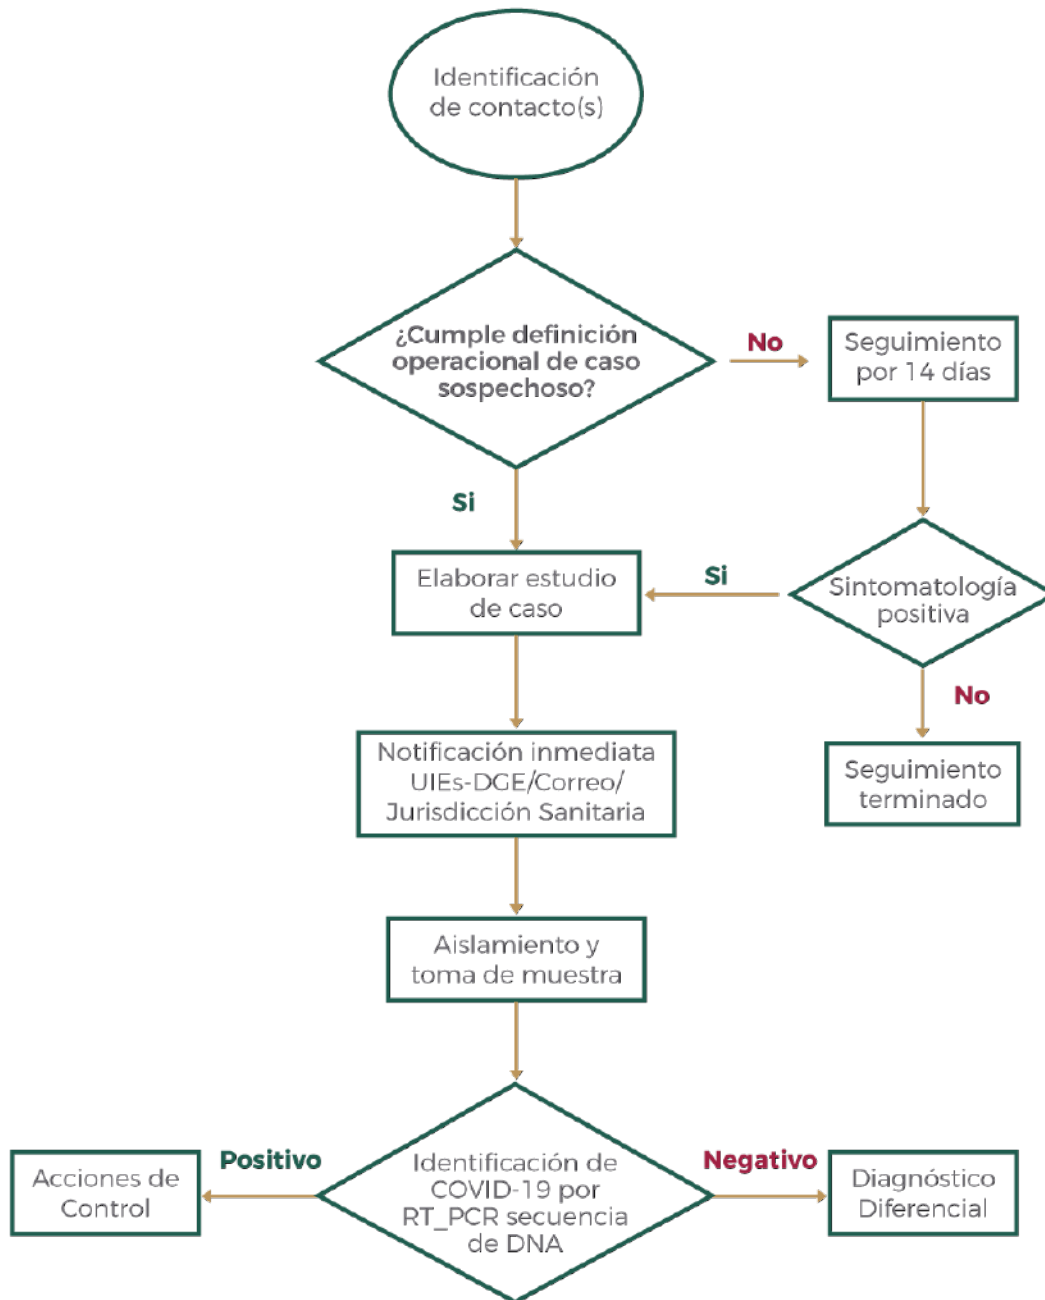 Identificación
de contacto(s)
¿Cumple definición
operacional de caso
sospechoso?
No
Seguimiento
por 14 días
Si
Elaborar estudio
de caso
Si
Sintomatología
positiva
No
Notificación inmediata
UIEs-DGE/Correo/
Jurisdicción Sanitaria
Seguimiento
terminado
Aislamiento y
toma de muestra
Acciones de
Control
Positivo
Identificación de
COVID-19 por
RT_PCR secuencia
de DNA
Negativo
Diagnóstico
Diferencial